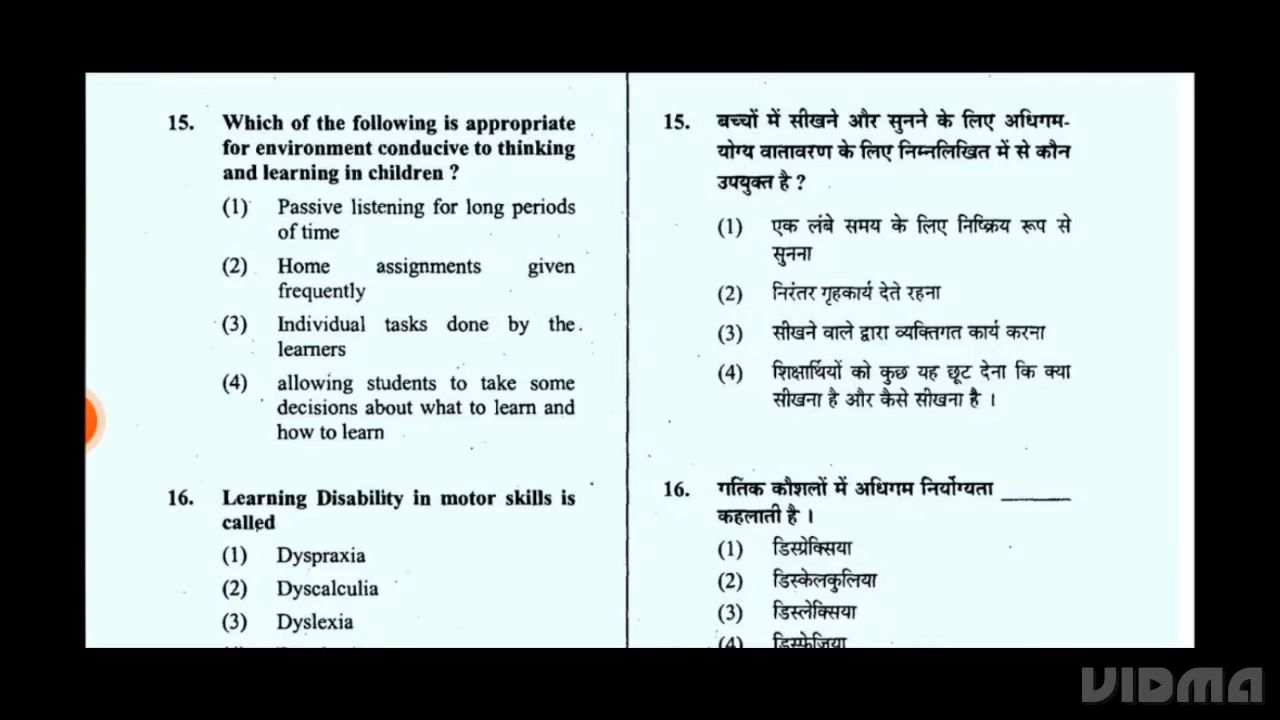 15. Which of the following is appropriate
for environment conducive to thinking
and learning in children ?
(1) Passive listening for long periods
of time
(2) Home assignments given
frequently
(3) Individual tasks done by the
learners
(4) allowing students to take some
decisions about what to learn and
how to learn
16. Learning Disability in motor skills is
called
(1) Dyspraxia
(2) Dyscalculia
(3) Dyslexia
15. बच्चों में सीखने और सुनने के लिए अधिगम-
योग्य वातावरण के लिए निम्नलिखित में से कौन
उपयुक्त है ?
(1) एक लंबे समय के लिए निष्क्रिय रूप से
सुनना
(2) निरंतर गृहकार्य देते रहना
(3) सीखने वाले द्वारा व्यक्तिगत कार्य करना
(4) शिक्षार्थियों को कुछ यह छूट देना कि क्या
सीखना है और कैसे सीखना है ।
16. गतिक कौशलों में अधिगम निर्योग्यता ________
कहलाती है ।
(1) डिस्प्रेक्सिया
(2) डिस्केलकुलिया
(3) डिस्लेक्सिया
(4) डिस्फेजिया
VIDMA